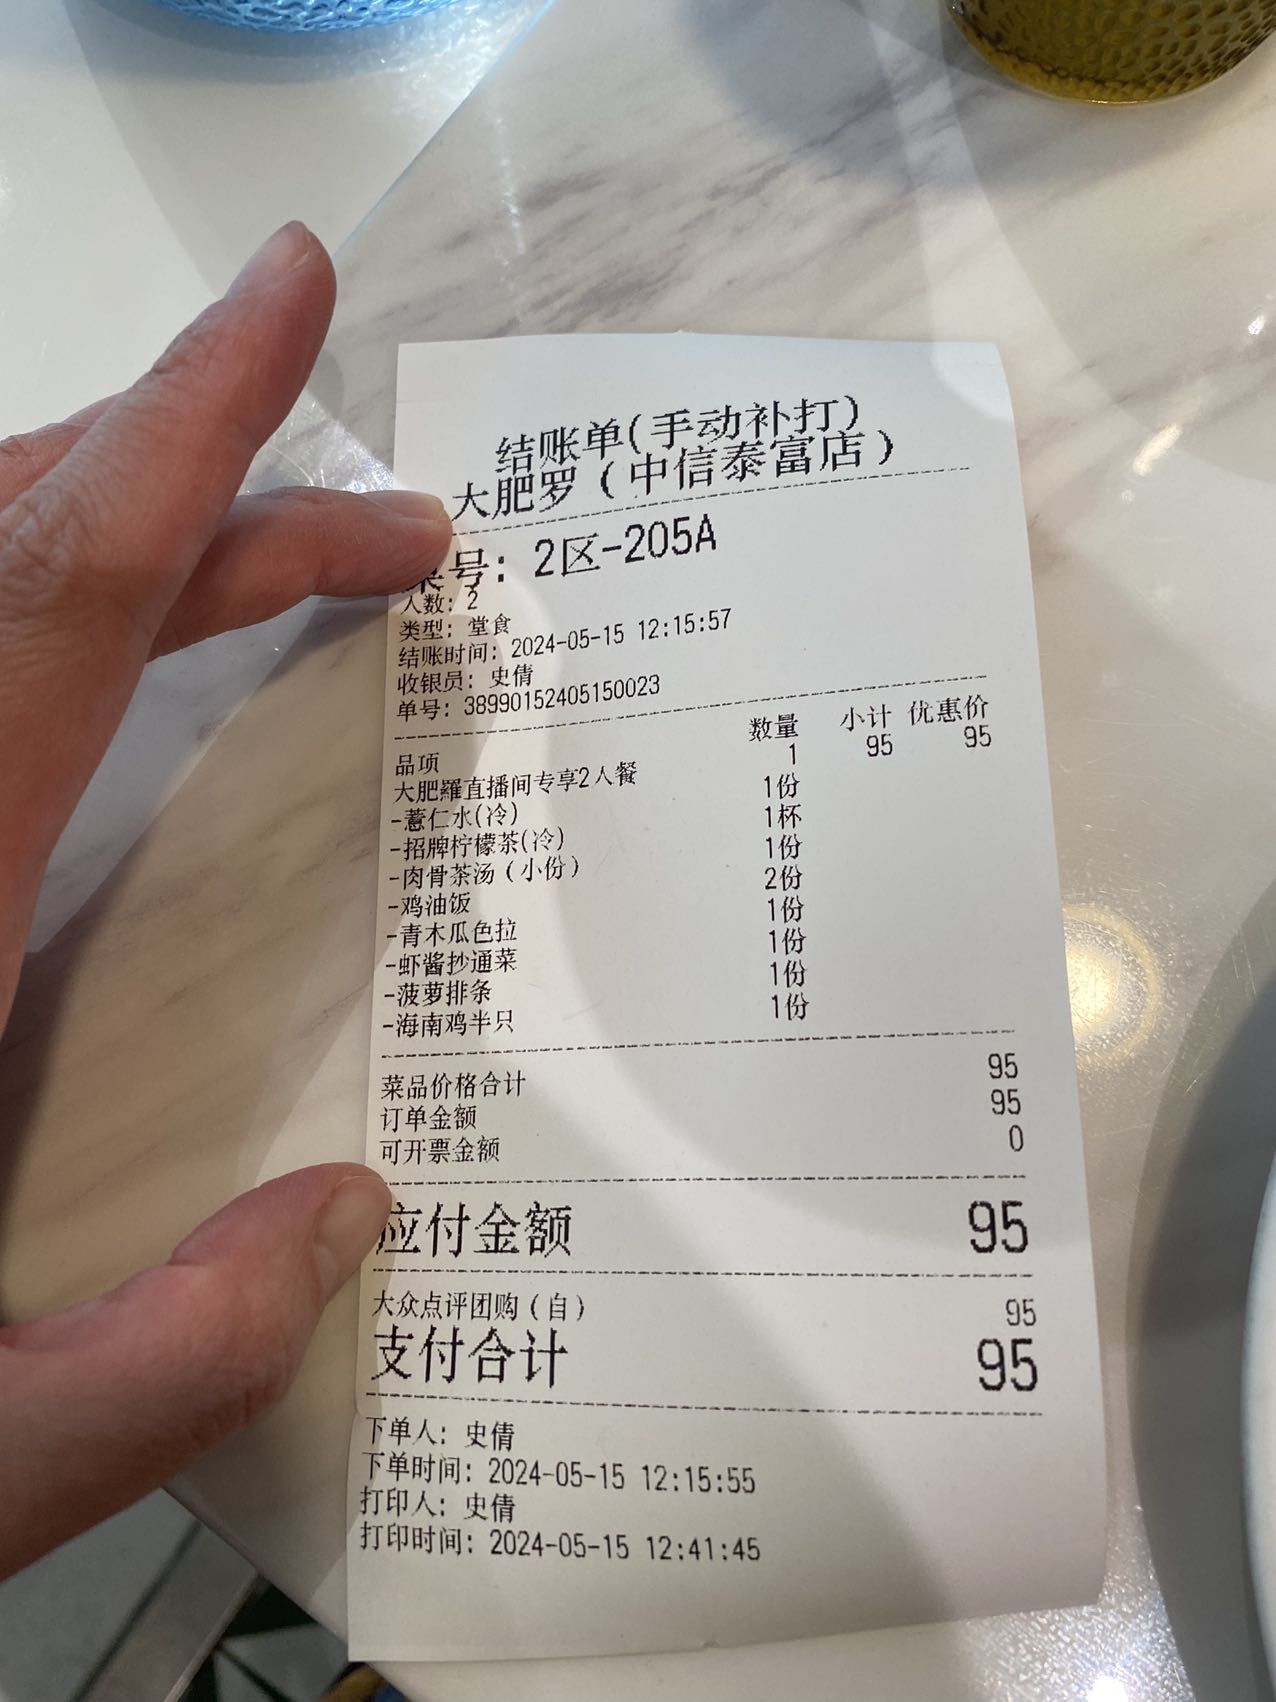 结账单(手动补打)
大肥罗（中信泰富店）
桌号: 2区-205A
人数: 2
类型: 堂食
结账时间: 2024-05-15 12:15:57
收银员: 史倩
单号: 38990152405150023
品项 数量 小计 优惠价
大肥羅直播间专享2人餐 1 95 95
-薏仁水(冷) 1份
-招牌柠檬茶(冷) 1杯
-肉骨茶汤（小份） 1份
-鸡油饭 2份
-青木瓜色拉 1份
-虾酱抄通菜 1份
-菠萝排条 1份
-海南鸡半只 1份
菜品价格合计 95
订单金额 95
可开票金额 0
应付金额 95
大众点评团购（自） 95
支付合计 95
下单人: 史倩
下单时间: 2024-05-15 12:15:55
打印人: 史倩
打印时间: 2024-05-15 12:41:45